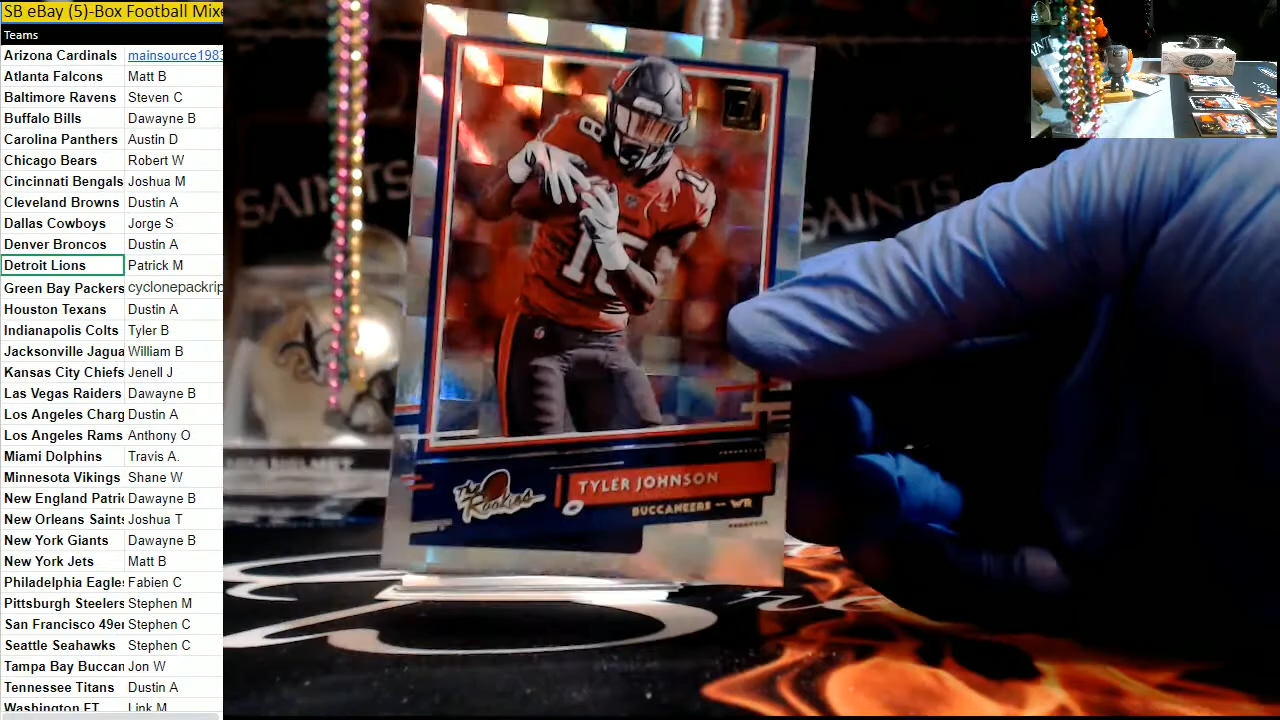 SB eBay (5)-Box Football Mixe
Teams
Arizona Cardinals mainsource1983
Atlanta Falcons Matt B
Baltimore Ravens Steven C
Buffalo Bills Dawayne B
Carolina Panthers Austin D
Chicago Bears Robert W
Cincinnati Bengals Joshua M
Cleveland Browns Dustin A
Dallas Cowboys Jorge S
Denver Broncos Dustin A
Detroit Lions Patrick M
Green Bay Packers cyclonepackrip
Houston Texans Dustin A
Indianapolis Colts Tyler B
Jacksonville Jagua William B
Kansas City Chiefs Jenell J
Las Vegas Raiders Dawayne B
Los Angeles Charg Dustin A
Los Angeles Rams Anthony O
Miami Dolphins Travis A.
Minnesota Vikings Shane W
New England Patric Dawayne B
New Orleans Saints Joshua T
New York Giants Dawayne B
New York Jets Matt B
Philadelphia Eagle Fabien C
Pittsburgh Steelers Stephen M
San Francisco 49er Stephen C
Seattle Seahawks Stephen C
Tampa Bay Buccan Jon W
Tennessee Titans Dustin A
Washington FT Link M
SAINTS
SAINTS
18
The Rookies
TYLER JOHNSON
BUCCANEERS — WR